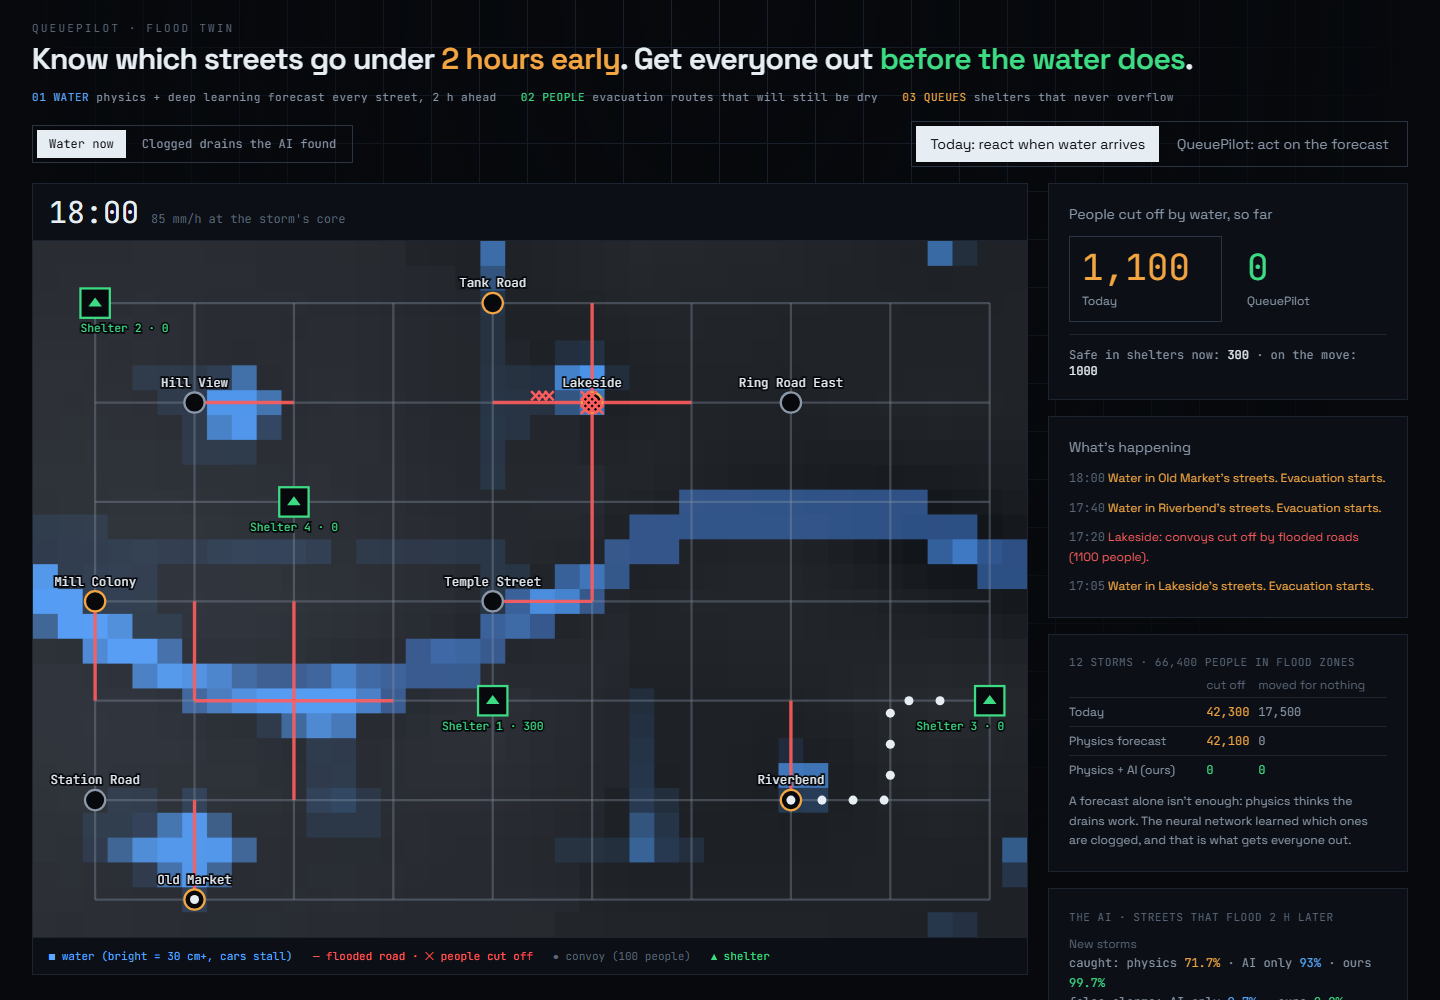 QUEUEPILOT · FLOOD TWIN
Know which streets go under 2 hours early. Get everyone out before the water does.
01 WATER physics + deep learning forecast every street, 2 h ahead 02 PEOPLE evacuation routes that will still be dry 03 QUEUES shelters that never overflow
Water now Clogged drains the AI found
Today: react when water arrives QueuePilot: act on the forecast
18:00 85 mm/h at the storm's core
Tank Road
Shelter 2 · 0
Hill View
Lakeside
Ring Road East
Shelter 4 · 0
Mill Colony
Temple Street
Shelter 1 · 300
Shelter 3 · 0
Station Road
Riverbend
Old Market
■ water (bright = 30 cm+, cars stall) — flooded road · ✕ people cut off ● convoy (100 people) ▲ shelter
People cut off by water, so far
1,100 0
Today QueuePilot
Safe in shelters now: 300 · on the move:
1000
What's happening
18:00 Water in Old Market's streets. Evacuation starts.
17:40 Water in Riverbend's streets. Evacuation starts.
17:20 Lakeside: convoys cut off by flooded roads
(1100 people).
17:05 Water in Lakeside's streets. Evacuation starts.
12 STORMS · 66,400 PEOPLE IN FLOOD ZONES
cut off moved for nothing
Today 42,300 17,500
Physics forecast 42,100 0
Physics + AI (ours) 0 0
A forecast alone isn't enough: physics thinks the
drains work. The neural network learned which ones
are clogged, and that is what gets everyone out.
THE AI · STREETS THAT FLOOD 2 H LATER
New storms
caught: physics 71.7% · AI only 93% · ours
99.7%